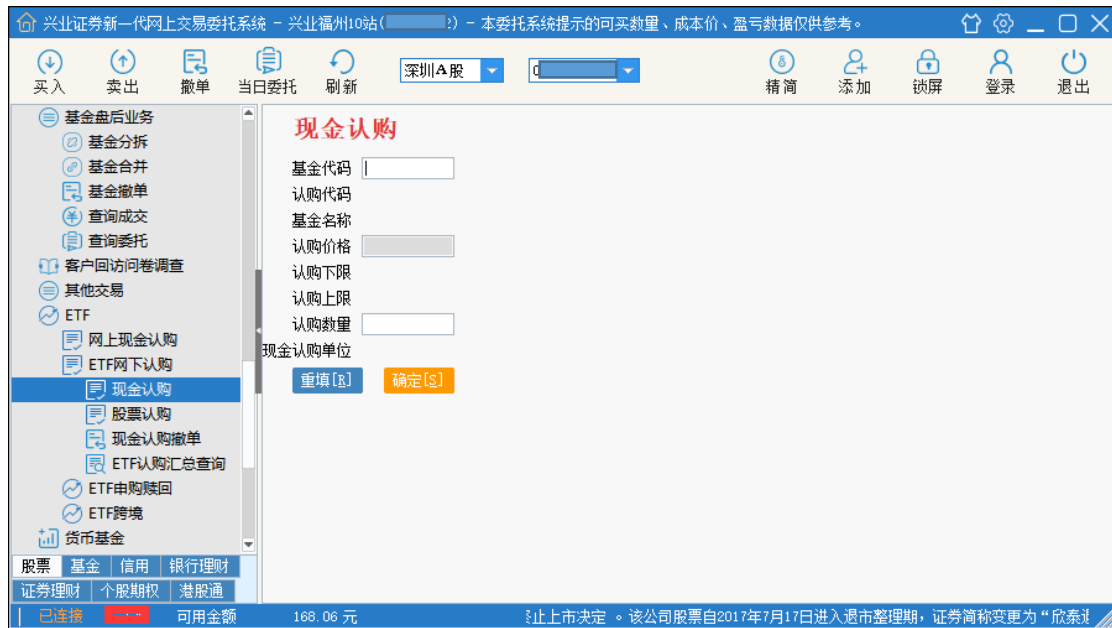 兴业证券新一代网上交易委托系统 - 兴业福州10站( ) - 本委托系统提示的可买数量、成本价、盈亏数据仅供参考。
买入 卖出 撤单 当日委托 刷新 深圳A股 精简 添加 锁屏 登录 退出
基金盘后业务
基金分拆
基金合并
基金撤单
查询成交
查询委托
客户回访问卷调查
其他交易
ETF
网上现金认购
ETF网下认购
现金认购
股票认购
现金认购撤单
ETF认购汇总查询
ETF申购赎回
ETF跨境
货币基金
股票 基金 信用 银行理财
证券理财 个股期权 港股通
现金认购
基金代码
认购代码
基金名称
认购价格
认购下限
认购上限
认购数量
现金认购单位
重填[R] 确定[S]
已连接 可用金额 168.06 元 止上市决定 。该公司股票自2017年7月17日进入退市整理期，证券简称变更为“欣泰退